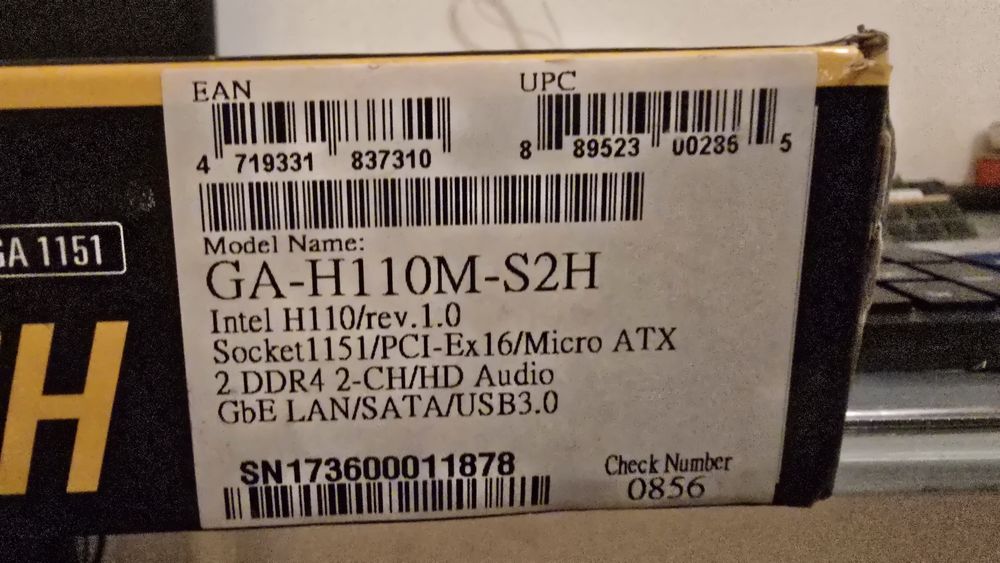 EAN
4 719331 837310
UPC
8 89523 00286 5
Model Name:
GA-H110M-S2H
Intel H110/rev.1.0
Socket1151/PCI-Ex16/Micro ATX
2 DDR4 2-CH/HD Audio
GbE LAN/SATA/USB3.0
SN173600011878
Check Number
0856
GA 1151
H